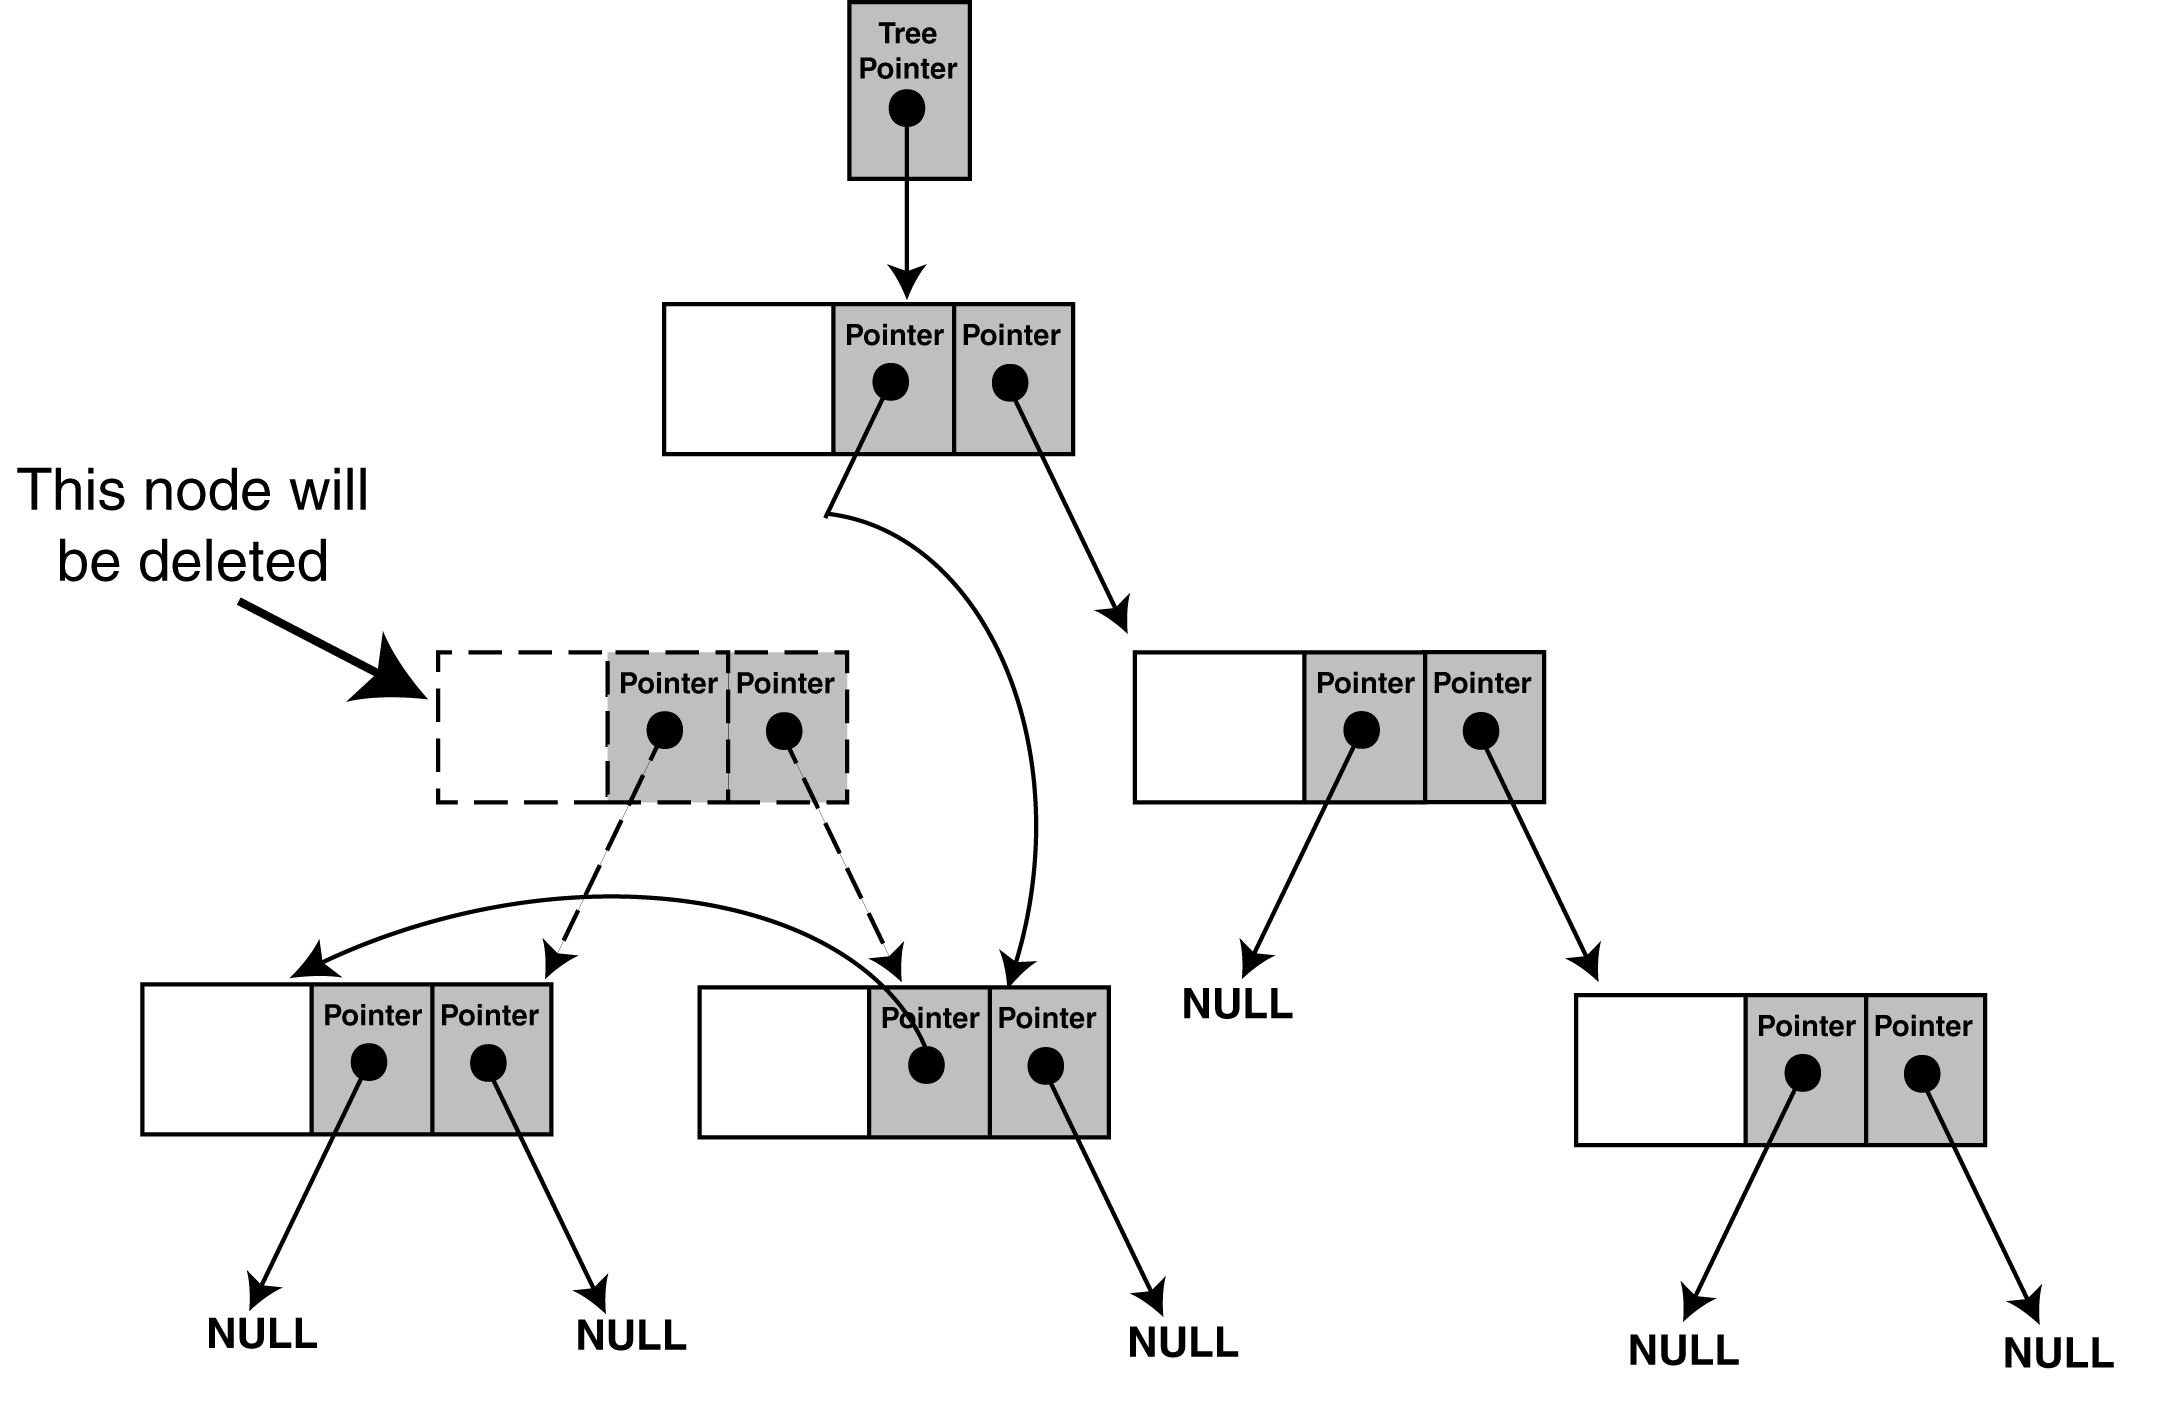 Tree
Pointer
Pointer Pointer
This node will
be deleted
Pointer Pointer
Pointer Pointer
Pointer Pointer
Pointer Pointer
NULL
Pointer Pointer
NULL
NULL
NULL
NULL
NULL